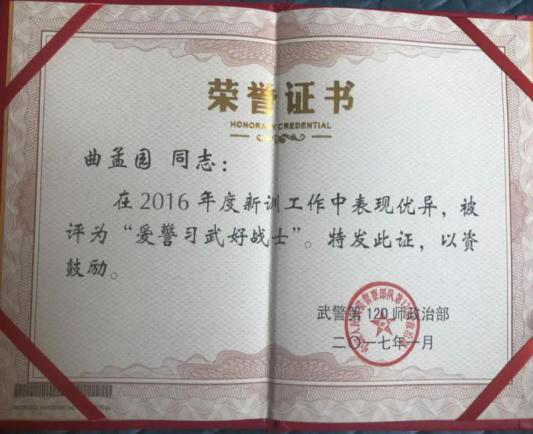 荣誉证书
HONORARY CREDENTIAL
曲孟园 同志:
在2016年度新训工作中表现优异,被
评为“爱警习武好战士”。特发此证,以资
鼓励。
武警第120师政治部
二〇一七年一月